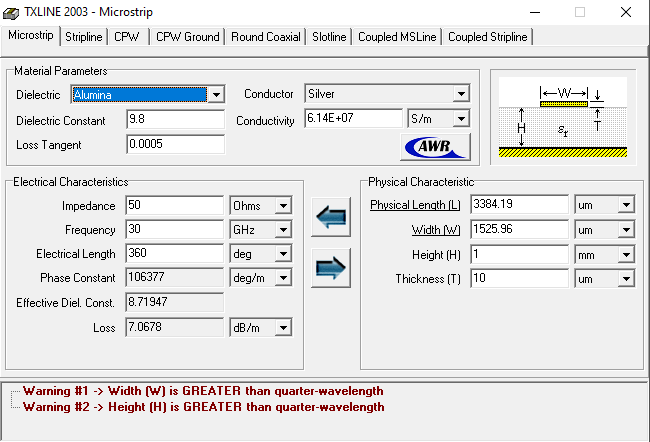 TXLINE 2003 - Microstrip
Microstrip Stripline CPW CPW Ground Round Coaxial Slotline Coupled MSLine Coupled Stripline
Material Parameters
Dielectric Alumina Conductor Silver
Dielectric Constant 9.8 Conductivity 6.14E+07 S/m
Loss Tangent 0.0005 AWR
W
H εr T
Electrical Characteristics
Impedance 50 Ohms
Frequency 30 GHz
Electrical Length 360 deg
Phase Constant 106377 deg/m
Effective Diel. Const. 8.71947
Loss 7.0678 dB/m
Physical Characteristic
Physical Length (L) 3384.19 um
Width (W) 1525.96 um
Height (H) 1 mm
Thickness (T) 10 um
Warning #1 -> Width (W) is GREATER than quarter-wavelength
Warning #2 -> Height (H) is GREATER than quarter-wavelength